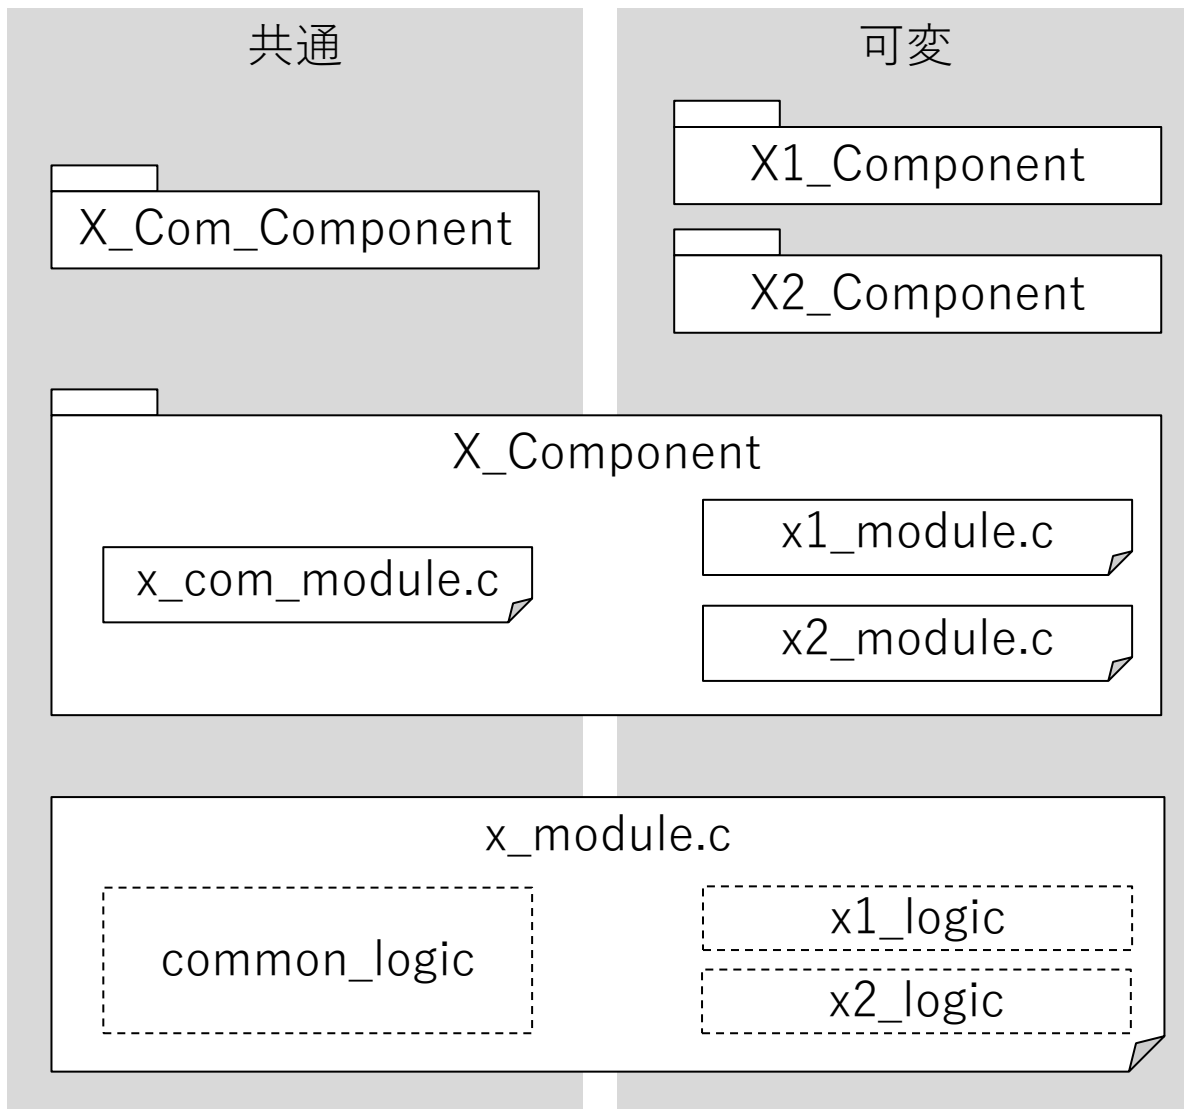 共通
可変
X_Com_Component
X1_Component
X2_Component
X_Component
x_com_module.c
x1_module.c
x2_module.c
x_module.c
common_logic
x1_logic
x2_logic